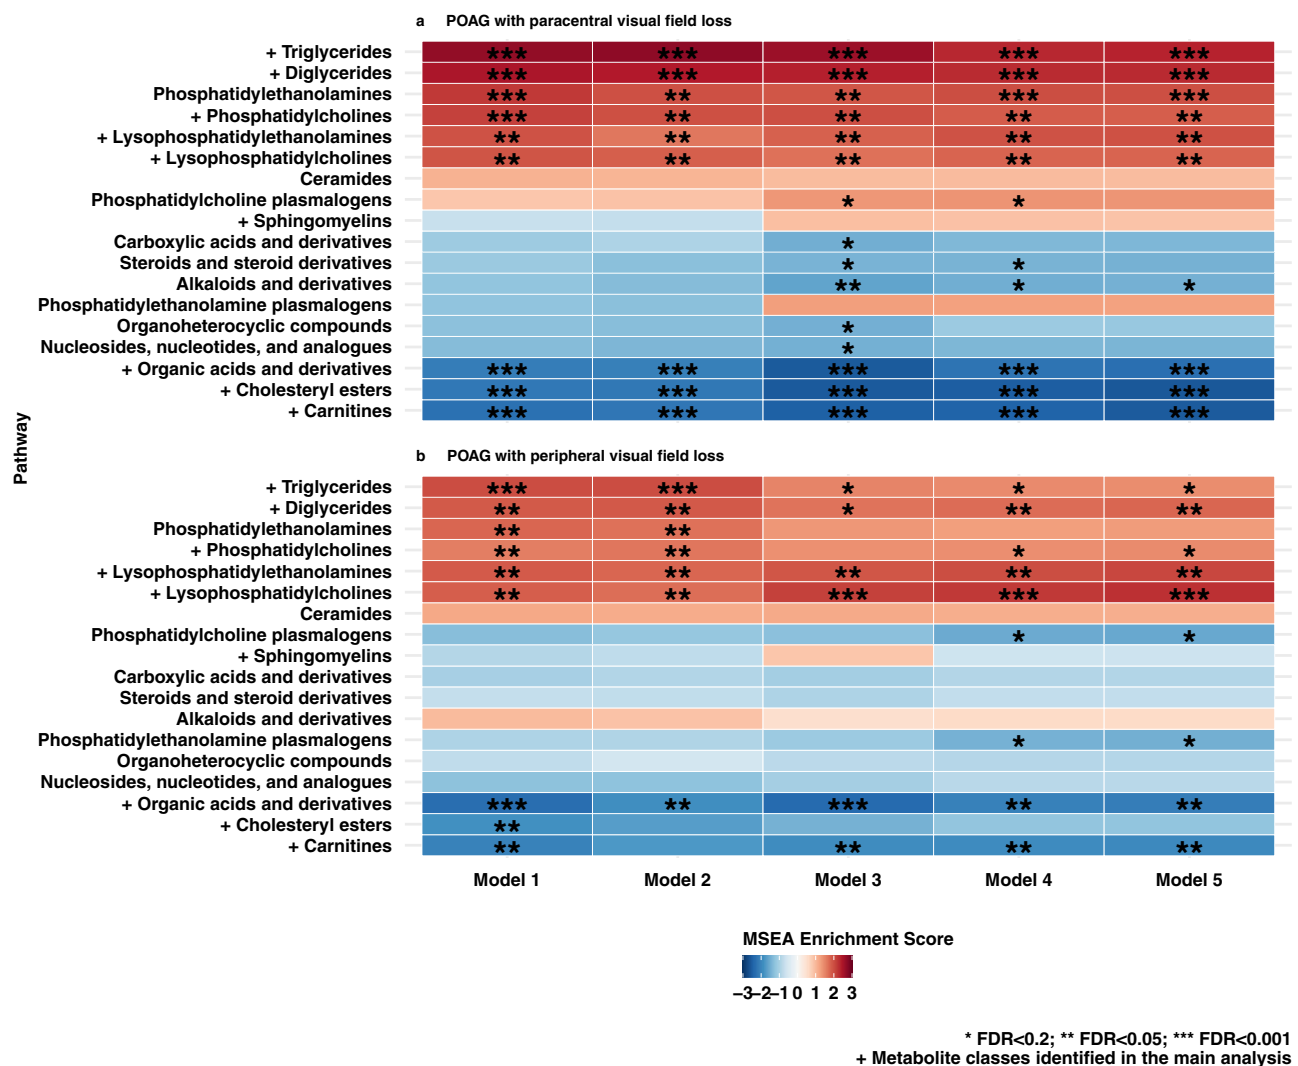 a POAG with paracentral visual field loss
+ Triglycerides *** *** *** *** ***
+ Diglycerides *** *** *** *** ***
Phosphatidylethanolamines *** ** ** *** ***
+ Phosphatidylcholines *** ** ** ** **
+ Lysophosphatidylethanolamines ** ** ** ** **
+ Lysophosphatidylcholines ** ** ** ** **
Ceramides
Phosphatidylcholine plasmalogens * *
+ Sphingomyelins
Carboxylic acids and derivatives *
Steroids and steroid derivatives * *
Alkaloids and derivatives ** * *
Phosphatidylethanolamine plasmalogens
Organoheterocyclic compounds *
Nucleosides, nucleotides, and analogues *
+ Organic acids and derivatives *** *** *** *** ***
+ Cholesteryl esters *** *** *** *** ***
+ Carnitines *** *** *** *** ***
Pathway
b POAG with peripheral visual field loss
+ Triglycerides *** *** * * *
+ Diglycerides ** ** * ** **
Phosphatidylethanolamines ** **
+ Phosphatidylcholines ** ** * *
+ Lysophosphatidylethanolamines ** ** ** ** **
+ Lysophosphatidylcholines ** ** *** *** ***
Ceramides
Phosphatidylcholine plasmalogens * *
+ Sphingomyelins
Carboxylic acids and derivatives
Steroids and steroid derivatives
Alkaloids and derivatives
Phosphatidylethanolamine plasmalogens * *
Organoheterocyclic compounds
Nucleosides, nucleotides, and analogues
+ Organic acids and derivatives *** ** *** ** **
+ Cholesteryl esters **
+ Carnitines ** ** ** **
Model 1 Model 2 Model 3 Model 4 Model 5
MSEA Enrichment Score
−3 −2 −1 0 1 2 3
* FDR<0.2; ** FDR<0.05; *** FDR<0.001
+ Metabolite classes identified in the main analysis